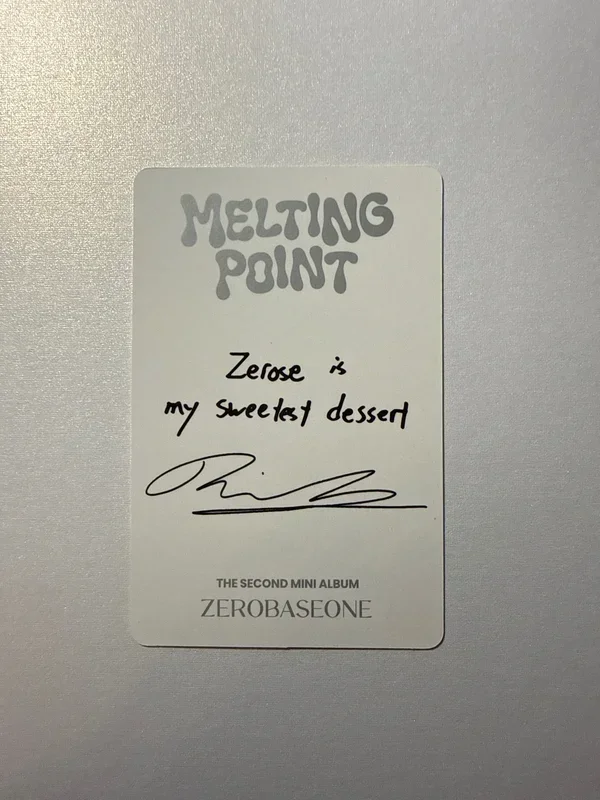 MELTING
POINT
Zerose is
my sweetest dessert
THE SECOND MINI ALBUM
ZEROBASEONE